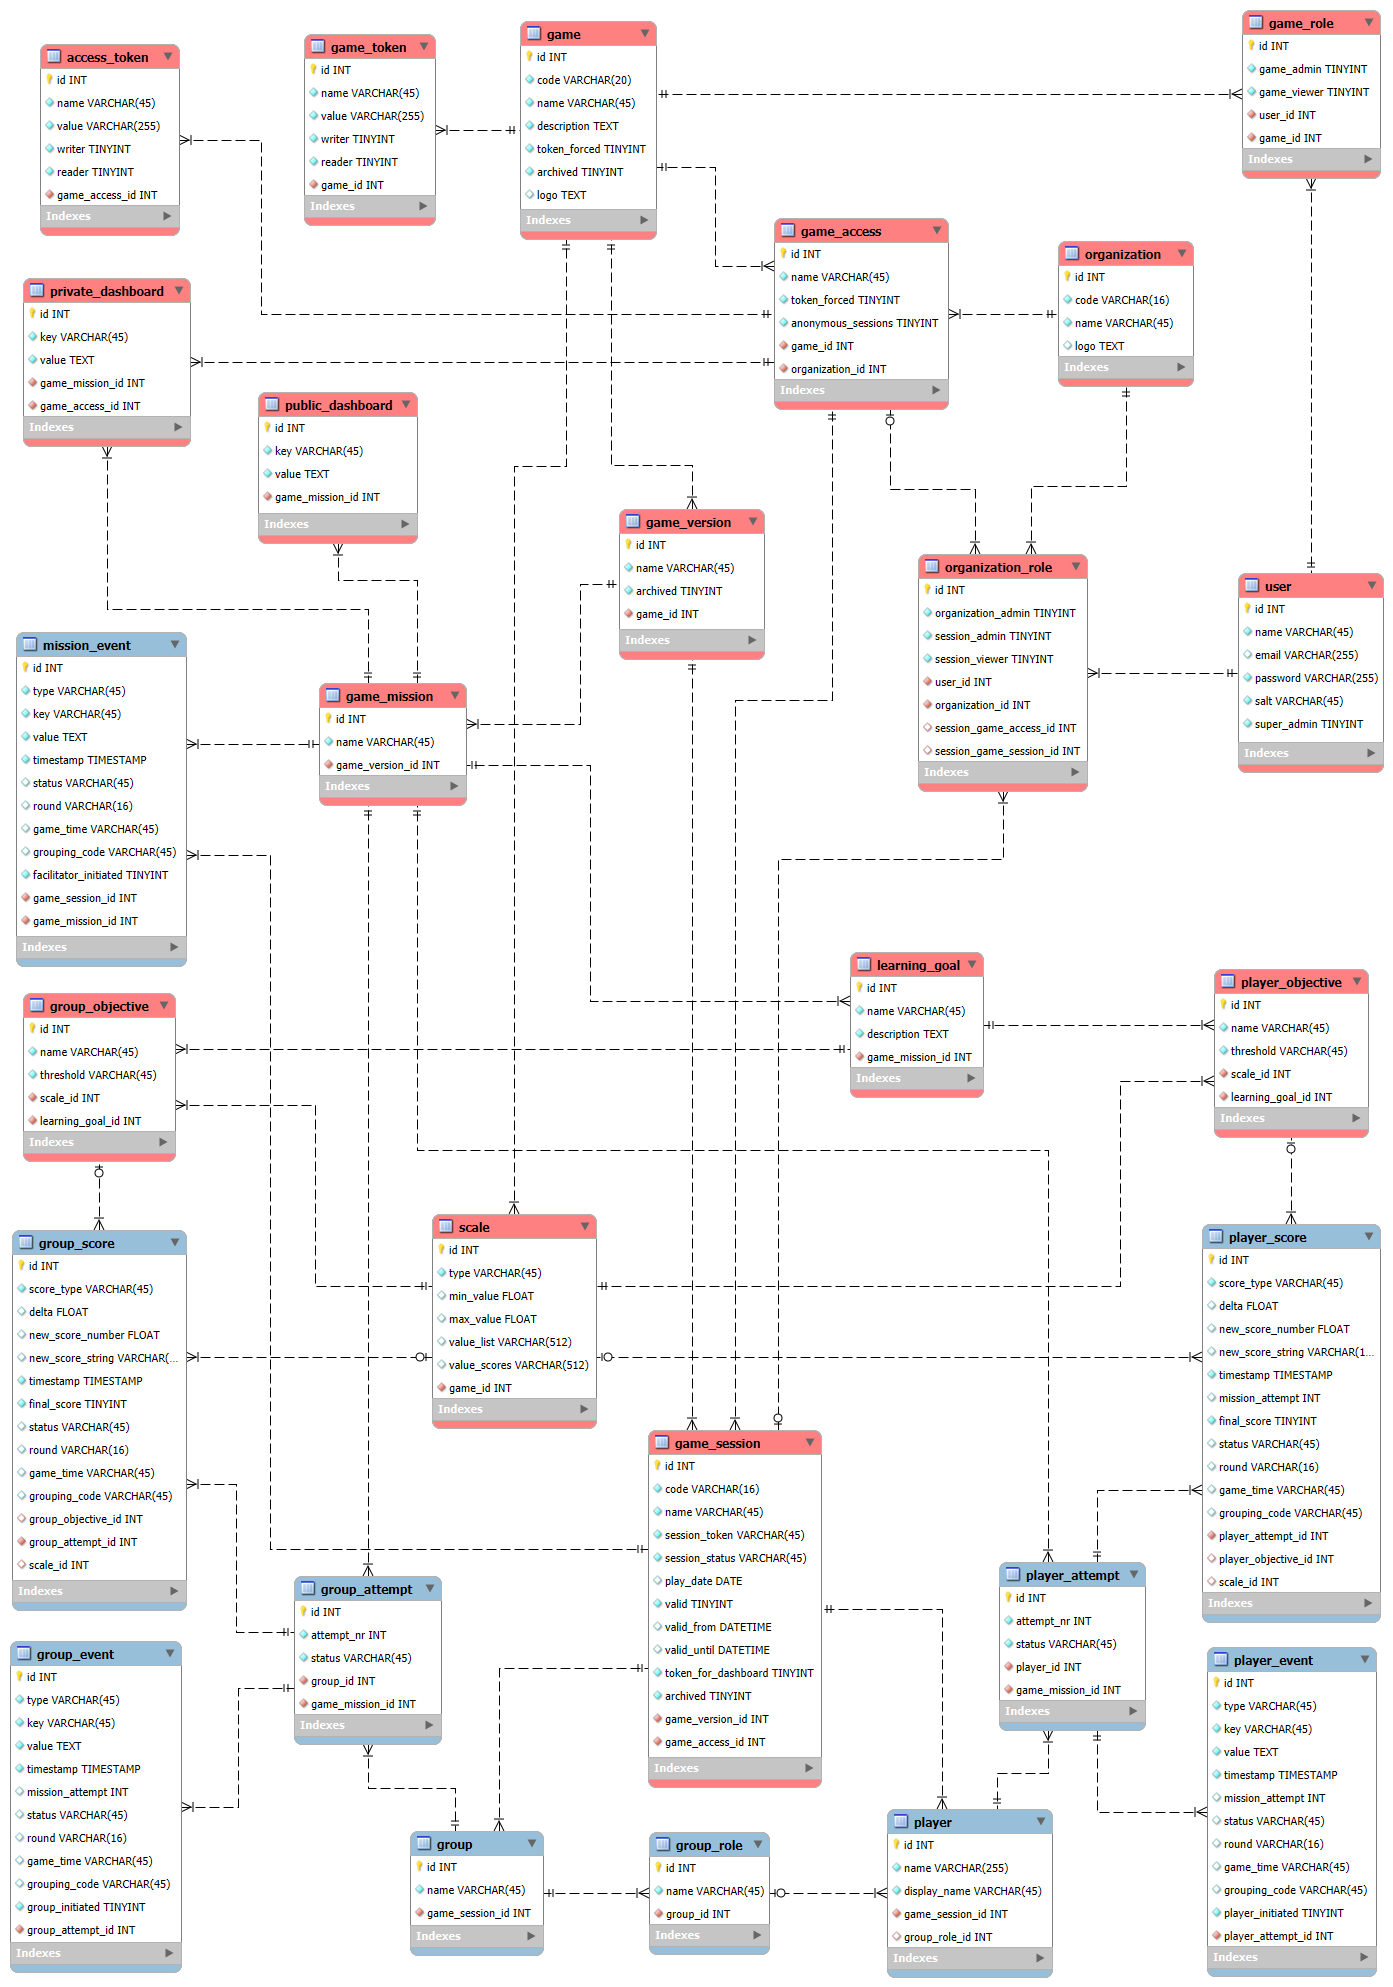 access_token
id INT
name VARCHAR(45)
value VARCHAR(255)
writer TINYINT
reader TINYINT
game_access_id INT
Indexes
game_token
id INT
name VARCHAR(45)
value VARCHAR(255)
writer TINYINT
reader TINYINT
game_id INT
Indexes
game
id INT
code VARCHAR(20)
name VARCHAR(45)
description TEXT
token_forced TINYINT
archived TINYINT
logo TEXT
Indexes
game_role
id INT
game_admin TINYINT
game_viewer TINYINT
user_id INT
game_id INT
Indexes
game_access
id INT
name VARCHAR(45)
token_forced TINYINT
anonymous_sessions TINYINT
game_id INT
organization_id INT
Indexes
organization
id INT
code VARCHAR(16)
name VARCHAR(45)
logo TEXT
Indexes
private_dashboard
id INT
key VARCHAR(45)
value TEXT
game_mission_id INT
game_access_id INT
Indexes
public_dashboard
id INT
key VARCHAR(45)
value TEXT
game_mission_id INT
Indexes
game_version
id INT
name VARCHAR(45)
archived TINYINT
game_id INT
Indexes
organization_role
id INT
organization_admin TINYINT
session_admin TINYINT
session_viewer TINYINT
user_id INT
organization_id INT
session_game_access_id INT
session_game_session_id INT
Indexes
user
id INT
name VARCHAR(45)
email VARCHAR(255)
password VARCHAR(255)
salt VARCHAR(45)
super_admin TINYINT
Indexes
mission_event
id INT
type VARCHAR(45)
key VARCHAR(45)
value TEXT
timestamp TIMESTAMP
status VARCHAR(45)
round VARCHAR(16)
game_time VARCHAR(45)
grouping_code VARCHAR(45)
facilitator_initiated TINYINT
game_session_id INT
game_mission_id INT
Indexes
game_mission
id INT
name VARCHAR(45)
game_version_id INT
Indexes
learning_goal
id INT
name VARCHAR(45)
description TEXT
game_mission_id INT
Indexes
player_objective
id INT
name VARCHAR(45)
threshold VARCHAR(45)
scale_id INT
learning_goal_id INT
Indexes
group_objective
id INT
name VARCHAR(45)
threshold VARCHAR(45)
scale_id INT
learning_goal_id INT
Indexes
group_score
id INT
score_type VARCHAR(45)
delta FLOAT
new_score_number FLOAT
new_score_string VARCHAR(...
timestamp TIMESTAMP
final_score TINYINT
status VARCHAR(45)
round VARCHAR(16)
game_time VARCHAR(45)
grouping_code VARCHAR(45)
group_objective_id INT
group_attempt_id INT
scale_id INT
Indexes
scale
id INT
type VARCHAR(45)
min_value FLOAT
max_value FLOAT
value_list VARCHAR(512)
value_scores VARCHAR(512)
game_id INT
Indexes
player_score
id INT
score_type VARCHAR(45)
delta FLOAT
new_score_number FLOAT
new_score_string VARCHAR(1...
timestamp TIMESTAMP
mission_attempt INT
final_score TINYINT
status VARCHAR(45)
round VARCHAR(16)
game_time VARCHAR(45)
grouping_code VARCHAR(45)
player_attempt_id INT
player_objective_id INT
scale_id INT
Indexes
game_session
id INT
code VARCHAR(16)
name VARCHAR(45)
session_token VARCHAR(45)
session_status VARCHAR(45)
play_date DATE
valid TINYINT
valid_from DATETIME
valid_until DATETIME
token_for_dashboard TINYINT
archived TINYINT
game_version_id INT
game_access_id INT
Indexes
group_attempt
id INT
attempt_nr INT
status VARCHAR(45)
group_id INT
game_mission_id INT
Indexes
player_attempt
id INT
attempt_nr INT
status VARCHAR(45)
player_id INT
game_mission_id INT
Indexes
group_event
id INT
type VARCHAR(45)
key VARCHAR(45)
value TEXT
timestamp TIMESTAMP
mission_attempt INT
status VARCHAR(45)
round VARCHAR(16)
game_time VARCHAR(45)
grouping_code VARCHAR(45)
group_initiated TINYINT
group_attempt_id INT
Indexes
player_event
id INT
type VARCHAR(45)
key VARCHAR(45)
value TEXT
timestamp TIMESTAMP
mission_attempt INT
status VARCHAR(45)
round VARCHAR(16)
game_time VARCHAR(45)
grouping_code VARCHAR(45)
player_initiated TINYINT
player_attempt_id INT
Indexes
group
id INT
name VARCHAR(45)
game_session_id INT
Indexes
group_role
id INT
name VARCHAR(45)
group_id INT
Indexes
player
id INT
name VARCHAR(255)
display_name VARCHAR(45)
game_session_id INT
group_role_id INT
Indexes